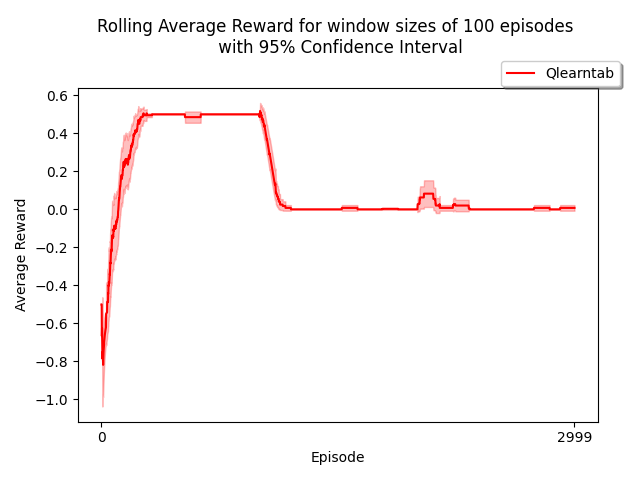 Rolling Average Reward for window sizes of 100 episodes
with 95% Confidence Interval
Qlearntab
0.6
0.4
0.2
0.0
−0.2
−0.4
−0.6
−0.8
−1.0
Average Reward
0
2999
Episode